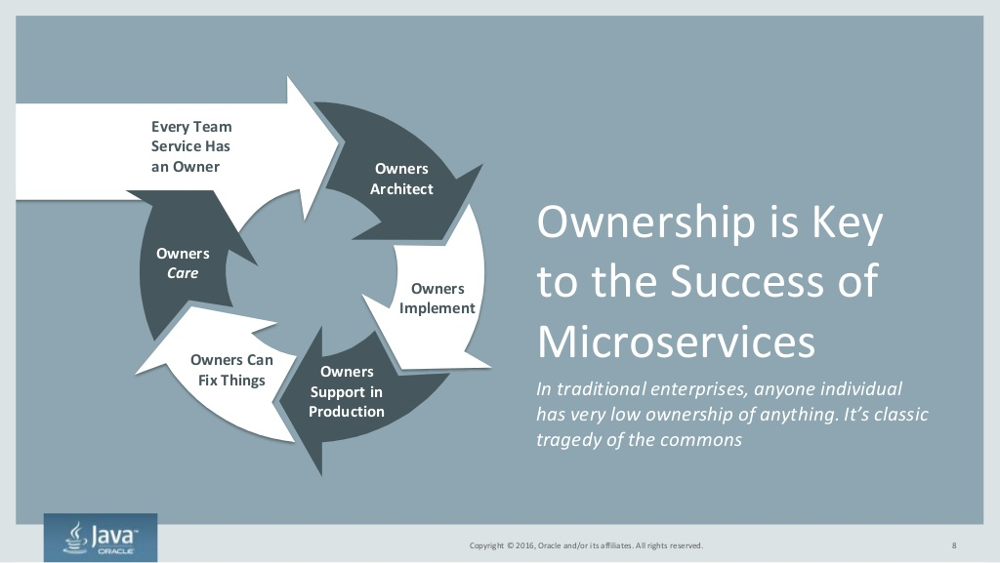 Every Team
Service Has
an Owner
Owners
Architect
Owners
Implement
Owners
Support in
Production
Owners Can
Fix Things
Owners
Care
Ownership is Key
to the Success of
Microservices
In traditional enterprises, anyone individual
has very low ownership of anything. It’s classic
tragedy of the commons
Java™
ORACLE
Copyright © 2016, Oracle and/or its affiliates. All rights reserved.
8